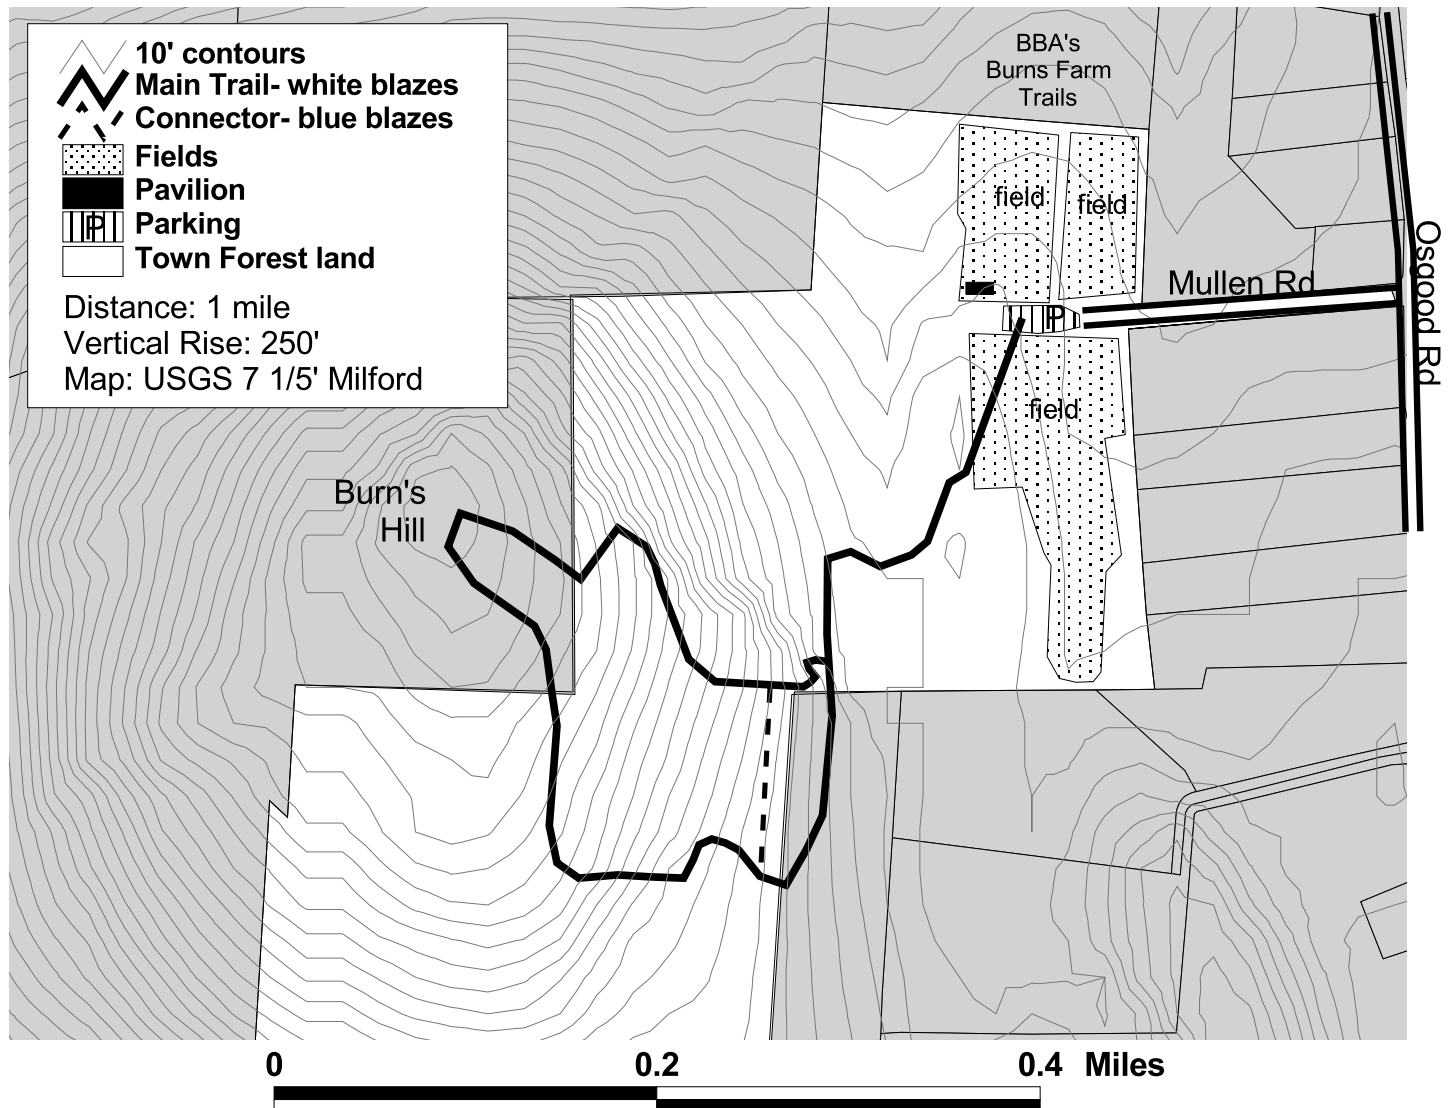 10' contours
Main Trail- white blazes
Connector- blue blazes
Fields
Pavilion
P Parking
Town Forest land
Distance: 1 mile
Vertical Rise: 250'
Map: USGS 7 1/5' Milford
BBA's
Burns Farm
Trails
field
field
Mullen Rd
Osgood Rd
P
field
Burn's
Hill
0 0.2 0.4 Miles